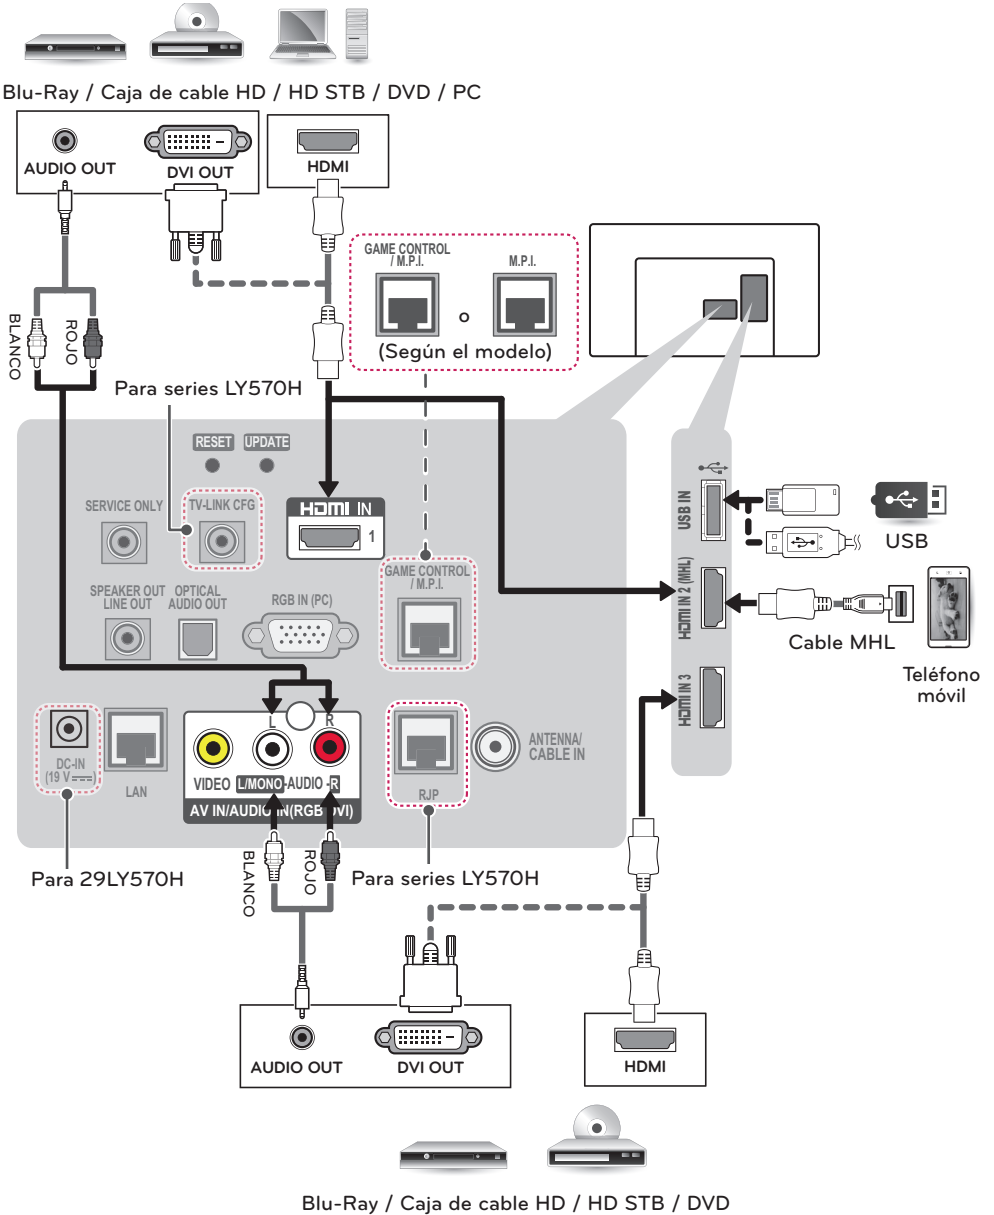 Blu-Ray / Caja de cable HD / HD STB / DVD / PC
AUDIO OUT
DVI OUT
HDMI
GAME CONTROL
/ M.P.I.
M.P.I.
o
(Según el modelo)
BLANCO
ROJO
Para series LY570H
RESET
UPDATE
SERVICE ONLY
TV-LINK CFG
HDMI IN
1
USB IN
USB
SPEAKER OUT
LINE OUT
OPTICAL
AUDIO OUT
RGB IN (PC)
GAME CONTROL
/ M.P.I.
HDMI IN 2 (MHL)
Cable MHL
Teléfono
móvil
HDMI IN 3
DC-IN
(19 V )
LAN
L
R
VIDEO
L/MONO-AUDIO -R
AV IN/AUDIO IN(RGB/DVI)
RJP
ANTENNA/
CABLE IN
Para 29LY570H
BLANCO
ROJO
Para series LY570H
AUDIO OUT
DVI OUT
HDMI
Blu-Ray / Caja de cable HD / HD STB / DVD